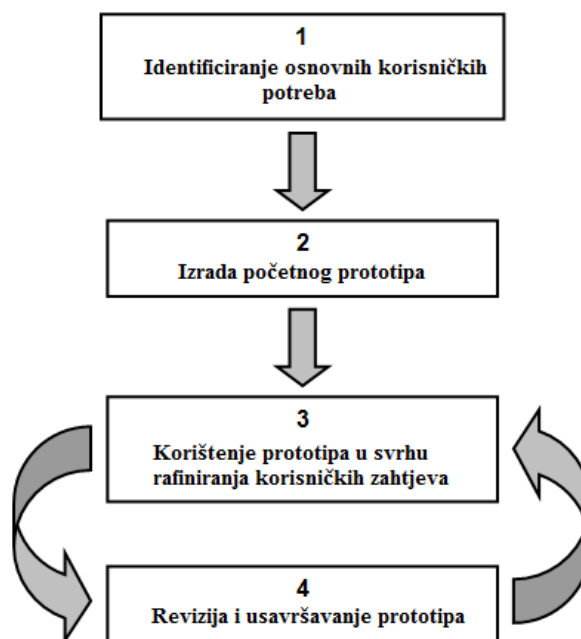 1
Identificiranje osnovnih korisničkih
potreba
2
Izrada početnog prototipa
3
Korištenje prototipa u svrhu
rafiniranja korisničkih zahtjeva
4
Revizija i usavršavanje prototipa